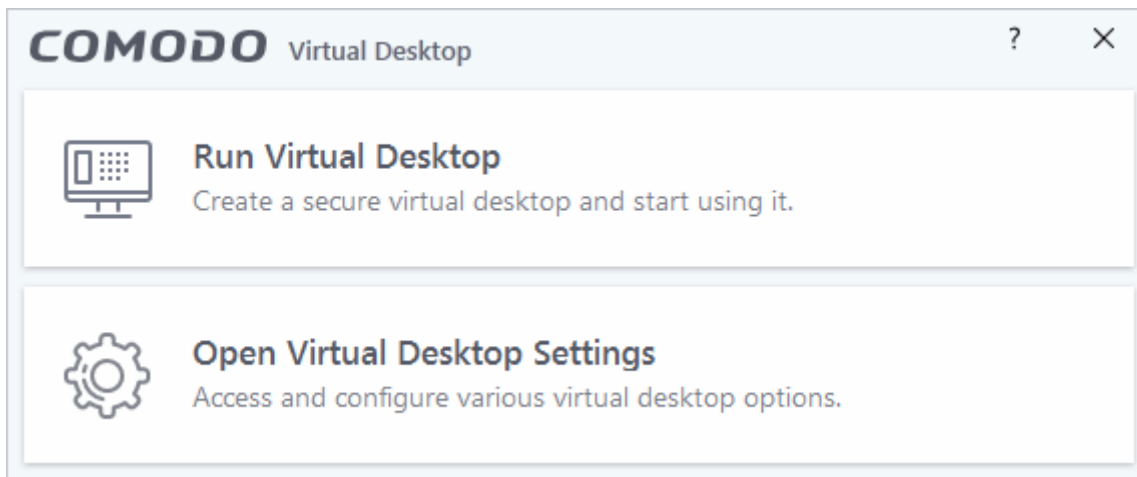 COMODO Virtual Desktop ?
Run Virtual Desktop
Create a secure virtual desktop and start using it.
Open Virtual Desktop Settings
Access and configure various virtual desktop options.